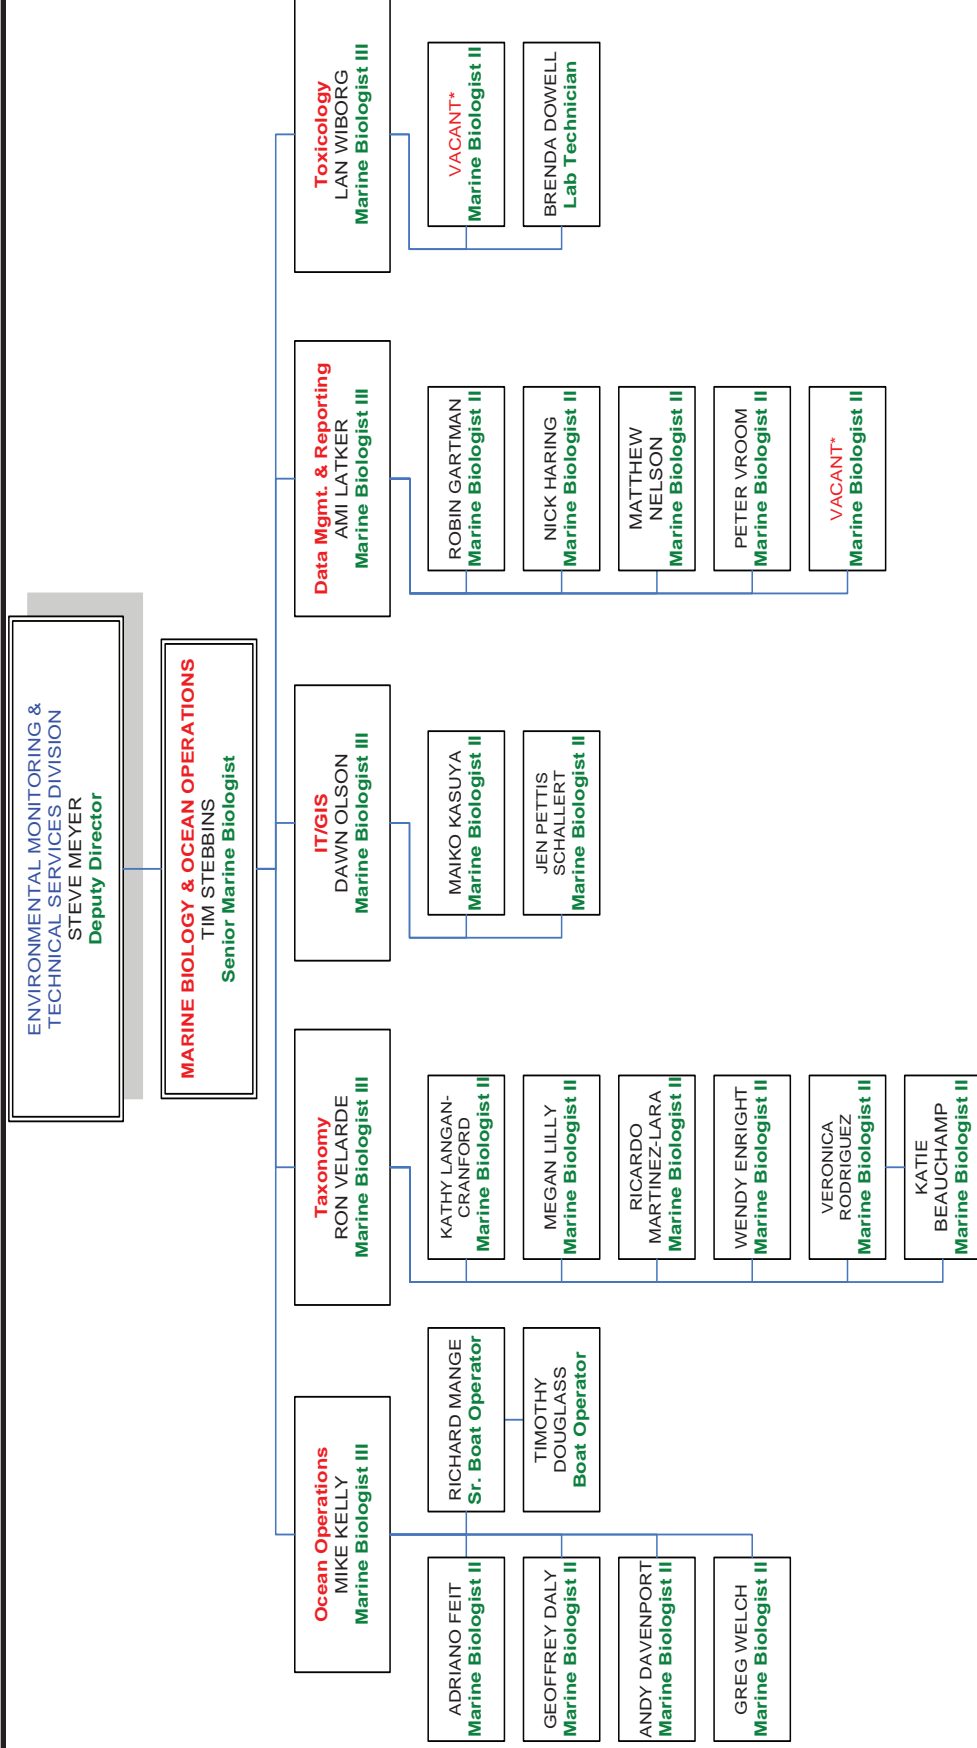 ENVIRONMENTAL MONITORING &
TECHNICAL SERVICES DIVISION
STEVE MEYER
Deputy Director
MARINE BIOLOGY & OCEAN OPERATIONS
TIM STEBBINS
Senior Marine Biologist
Ocean Operations
MIKE KELLY
Marine Biologist III
ADRIANO FEIT
Marine Biologist II
GEOFFREY DALY
Marine Biologist II
ANDY DAVENPORT
Marine Biologist II
GREG WELCH
Marine Biologist II
RICHARD MANGE
Sr. Boat Operator
TIMOTHY
DOUGLASS
Boat Operator
Taxonomy
RON VELARDE
Marine Biologist III
KATHY LANGAN-
CRANFORD
Marine Biologist II
MEGAN LILLY
Marine Biologist II
RICARDO
MARTINEZ-LARA
Marine Biologist II
WENDY ENRIGHT
Marine Biologist II
VERONICA
RODRIGUEZ
Marine Biologist II
KATIE
BEAUCHAMP
Marine Biologist II
IT/GIS
DAWN OLSON
Marine Biologist III
MAIKO KASUYA
Marine Biologist II
JEN PETTIS
SCHALLERT
Marine Biologist II
Data Mgmt. & Reporting
AMI LATKER
Marine Biologist III
ROBIN GARTMAN
Marine Biologist II
NICK HARING
Marine Biologist II
MATTHEW
NELSON
Marine Biologist II
PETER VROOM
Marine Biologist II
VACANT*
Marine Biologist II
Toxicology
LAN WIBORG
Marine Biologist III
VACANT*
Marine Biologist II
BRENDA DOWELL
Lab Technician